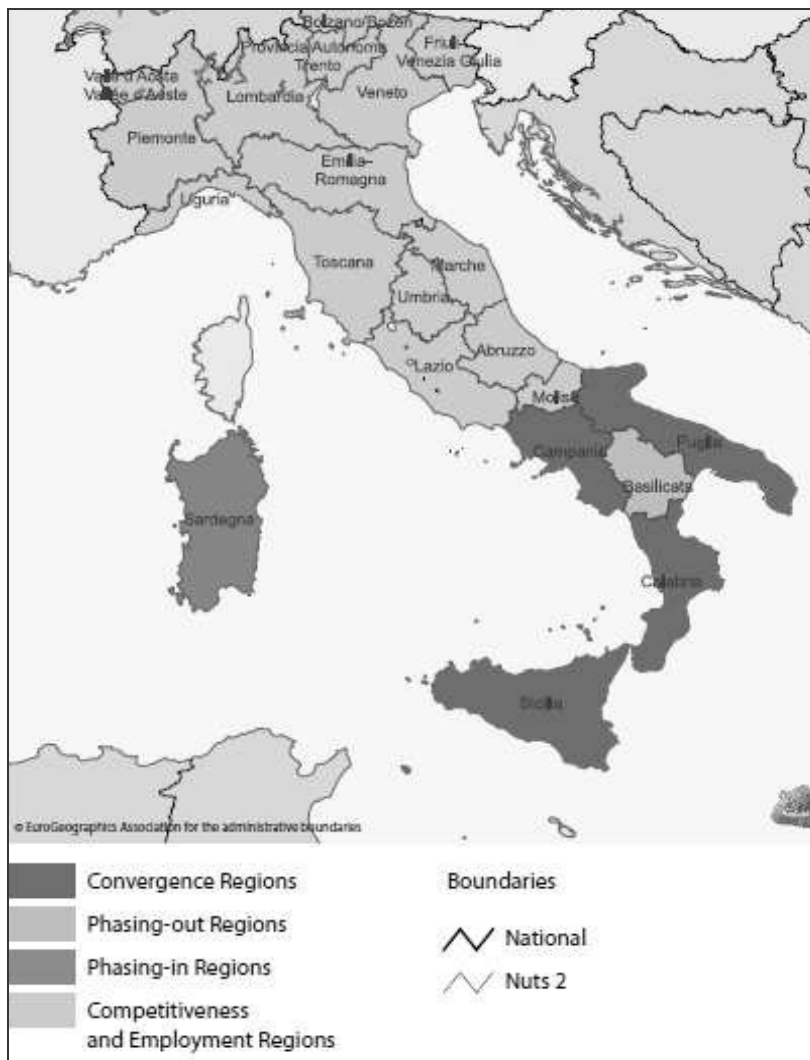 Bolzano/Bozen
Provincia Autonoma
Trento
Friuli-
Venezia Giulia
Valle d'Aosta
Vallée d'Aoste
Lombardia
Veneto
Piemonte
Emilia-
Romagna
Liguria
Toscana
Marche
Umbria
Abruzzo
Lazio
Molise
Campania
Puglia
Basilicata
Sardegna
Calabria
Sicilia
© EuroGeographics Association for the administrative boundaries
Convergence Regions
Phasing-out Regions
Phasing-in Regions
Competitiveness
and Employment Regions
Boundaries
National
Nuts 2